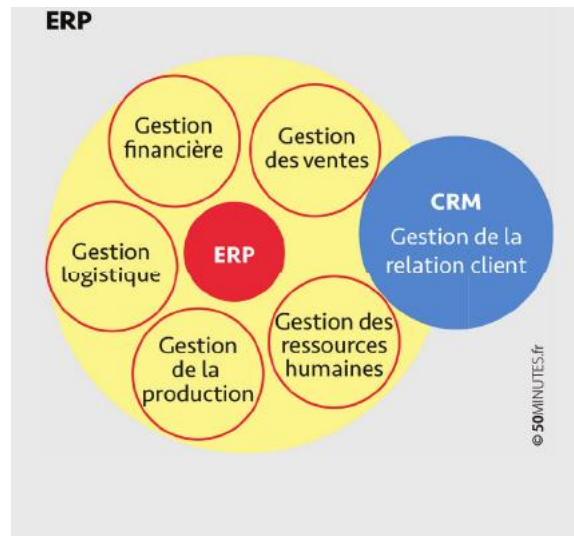 ERP
Gestion
financière
Gestion
des ventes
CRM
Gestion de la
relation client
ERP
Gestion
logistique
Gestion des
ressources
humaines
Gestion
de la
production
© 50MINUTES.fr